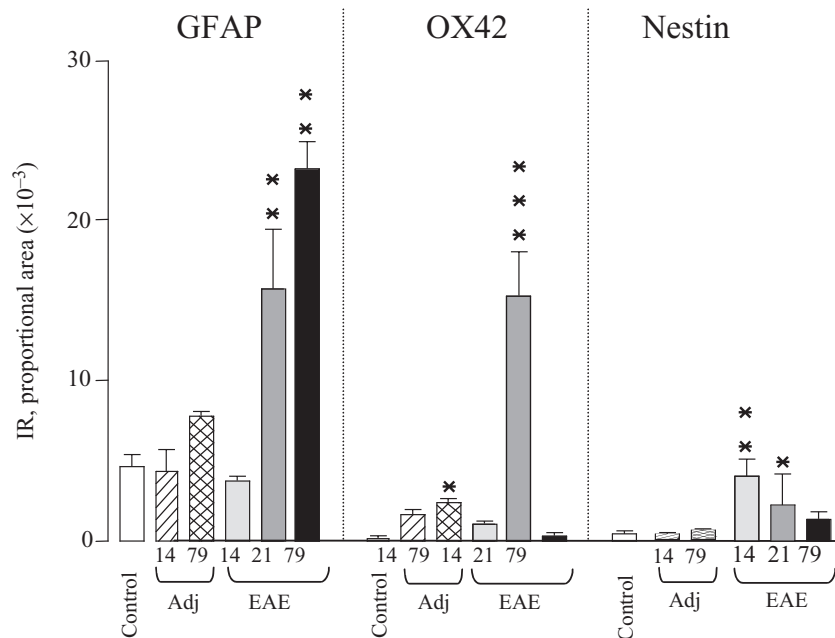 GFAP OX42 Nestin
30
20
10
0
IR, proportional area (×10⁻³)
14 79 14 21 79 14 79 14 21 79 14 79 14 21 79
Control Adj EAE Control Adj EAE Control Adj EAE